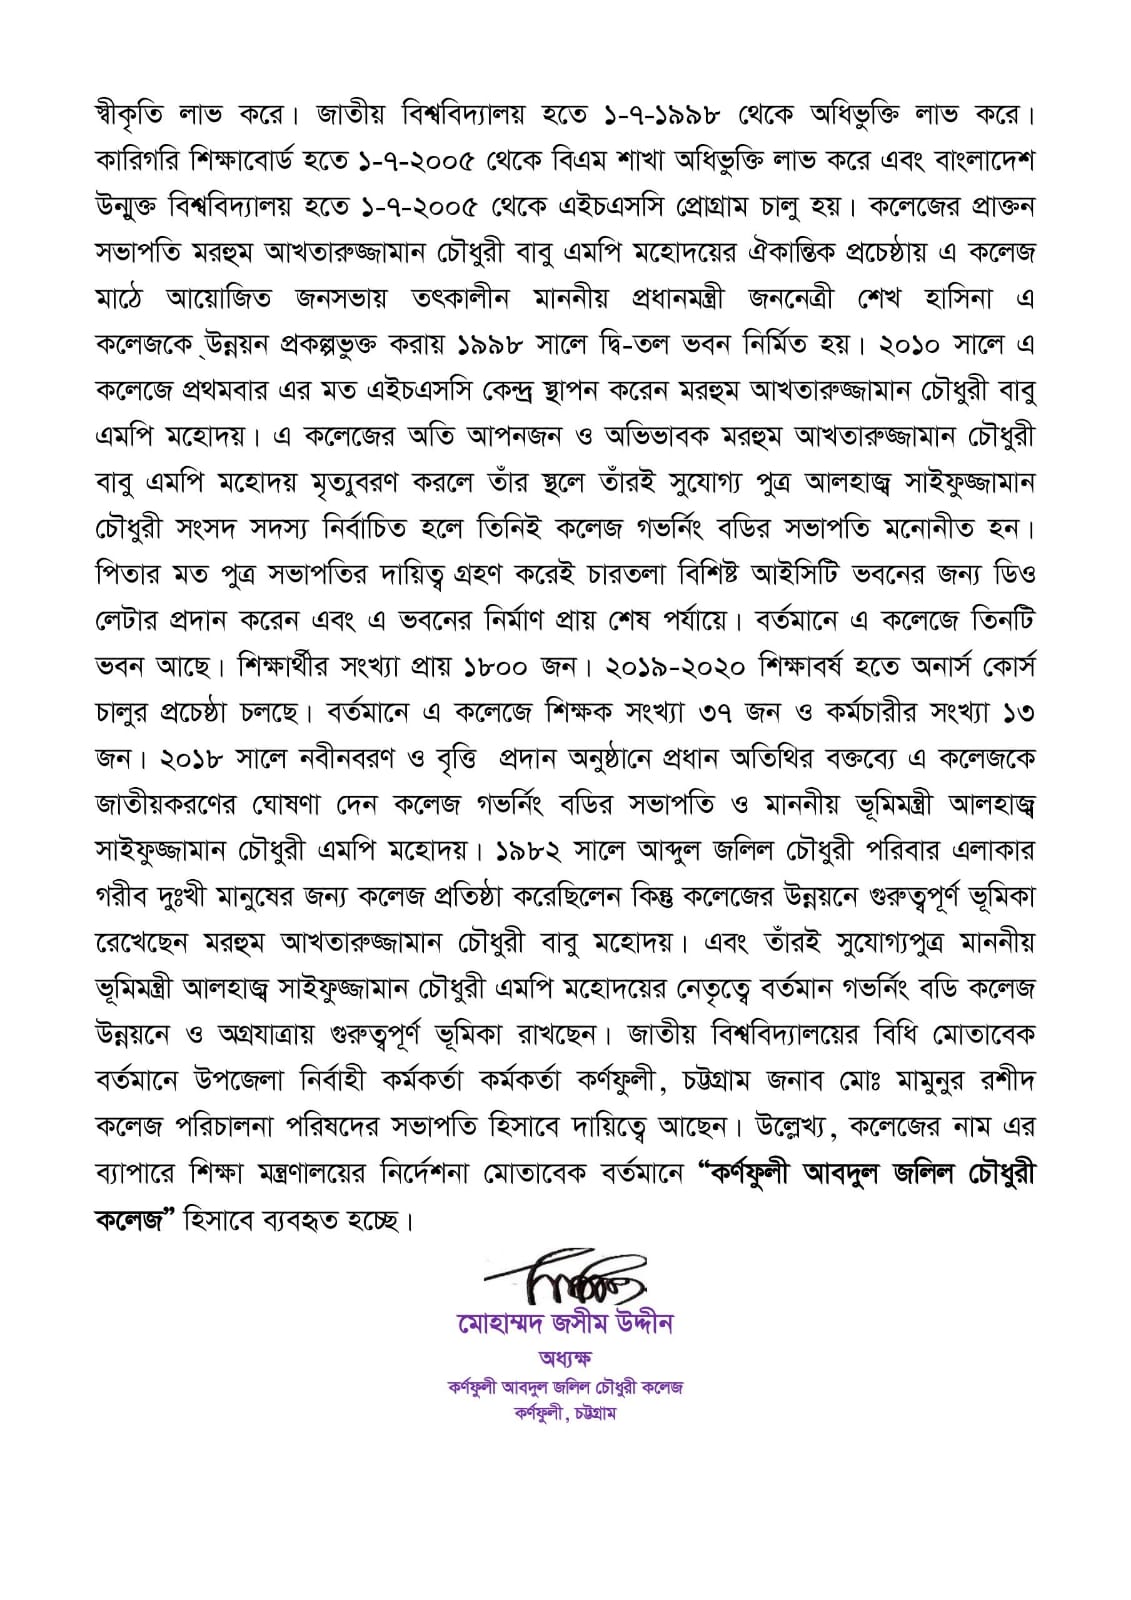 স্বীকৃতি লাভ করে। জাতীয় বিশ্ববিদ্যালয় হতে ১-৭-১৯৯৮ থেকে অধিভুক্তি লাভ করে।
কারিগরি শিক্ষাবোর্ড হতে ১-৭-২০০৫ থেকে বিএম শাখা অধিভুক্তি লাভ করে এবং বাংলাদেশ
উন্মুক্ত বিশ্ববিদ্যালয় হতে ১-৭-২০০৫ থেকে এইচএসসি প্রোগ্রাম চালু হয়। কলেজের প্রাক্তন
সভাপতি মরহুম আখতারুজ্জামান চৌধুরী বাবু এমপি মহোদয়ের ঐকান্তিক প্রচেষ্ঠায় এ কলেজ
মাঠে আয়োজিত জনসভায় তৎকালীন মাননীয় প্রধানমন্ত্রী জননেত্রী শেখ হাসিনা এ
কলেজকে উন্নয়ন প্রকল্পভুক্ত করায় ১৯৯৮ সালে দ্বি-তল ভবন নির্মিত হয়। ২০১০ সালে এ
কলেজে প্রথমবার এর মত এইচএসসি কেন্দ্র স্থাপন করেন মরহুম আখতারুজ্জামান চৌধুরী বাবু
এমপি মহোদয়। এ কলেজের অতি আপনজন ও অভিভাবক মরহুম আখতারুজ্জামান চৌধুরী
বাবু এমপি মহোদয় মৃত্যুবরণ করলে তাঁর স্থলে তাঁরই সুযোগ্য পুত্র আলহাজ্ব সাইফুজ্জামান
চৌধুরী সংসদ সদস্য নির্বাচিত হলে তিনিই কলেজ গভর্নিং বডির সভাপতি মনোনীত হন।
পিতার মত পুত্র সভাপতির দায়িত্ব গ্রহণ করেই চারতলা বিশিষ্ট আইসিটি ভবনের জন্য ডিও
লেটার প্রদান করেন এবং এ ভবনের নির্মাণ প্রায় শেষ পর্যায়ে। বর্তমানে এ কলেজে তিনটি
ভবন আছে। শিক্ষার্থীর সংখ্যা প্রায় ১৮০০ জন। ২০১৯-২০২০ শিক্ষাবর্ষ হতে অনার্স কোর্স
চালুর প্রচেষ্ঠা চলছে। বর্তমানে এ কলেজে শিক্ষক সংখ্যা ৩৭ জন ও কর্মচারীর সংখ্যা ১৩
জন। ২০১৮ সালে নবীনবরণ ও বৃত্তি প্রদান অনুষ্ঠানে প্রধান অতিথির বক্তব্যে এ কলেজকে
জাতীয়করণের ঘোষণা দেন কলেজ গভর্নিং বডির সভাপতি ও মাননীয় ভূমিমন্ত্রী আলহাজ্ব
সাইফুজ্জামান চৌধুরী এমপি মহোদয়। ১৯৮২ সালে আব্দুল জলিল চৌধুরী পরিবার এলাকার
গরীব দুঃখী মানুষের জন্য কলেজ প্রতিষ্ঠা করেছিলেন কিন্তু কলেজের উন্নয়নে গুরুত্বপূর্ণ ভূমিকা
রেখেছেন মরহুম আখতারুজ্জামান চৌধুরী বাবু মহোদয়। এবং তাঁরই সুযোগ্যপুত্র মাননীয়
ভূমিমন্ত্রী আলহাজ্ব সাইফুজ্জামান চৌধুরী এমপি মহোদয়ের নেতৃত্বে বর্তমান গভর্নিং বডি কলেজ
উন্নয়নে ও অগ্রযাত্রায় গুরুত্বপূর্ণ ভূমিকা রাখছেন। জাতীয় বিশ্ববিদ্যালয়ের বিধি মোতাবেক
বর্তমানে উপজেলা নির্বাহী কর্মকর্তা কর্মকর্তা কর্ণফুলী, চট্টগ্রাম জনাব মোঃ মামুনুর রশীদ
কলেজ পরিচালনা পরিষদের সভাপতি হিসাবে দায়িত্বে আছেন। উল্লেখ্য, কলেজের নাম এর
ব্যাপারে শিক্ষা মন্ত্রণালয়ের নির্দেশনা মোতাবেক বর্তমানে “কর্ণফুলী আবদুল জলিল চৌধুরী
কলেজ” হিসাবে ব্যবহৃত হচ্ছে।
মোহাম্মদ জসীম উদ্দীন
অধ্যক্ষ
কর্ণফুলী আবদুল জলিল চৌধুরী কলেজ
কর্ণফুলী, চট্টগ্রাম